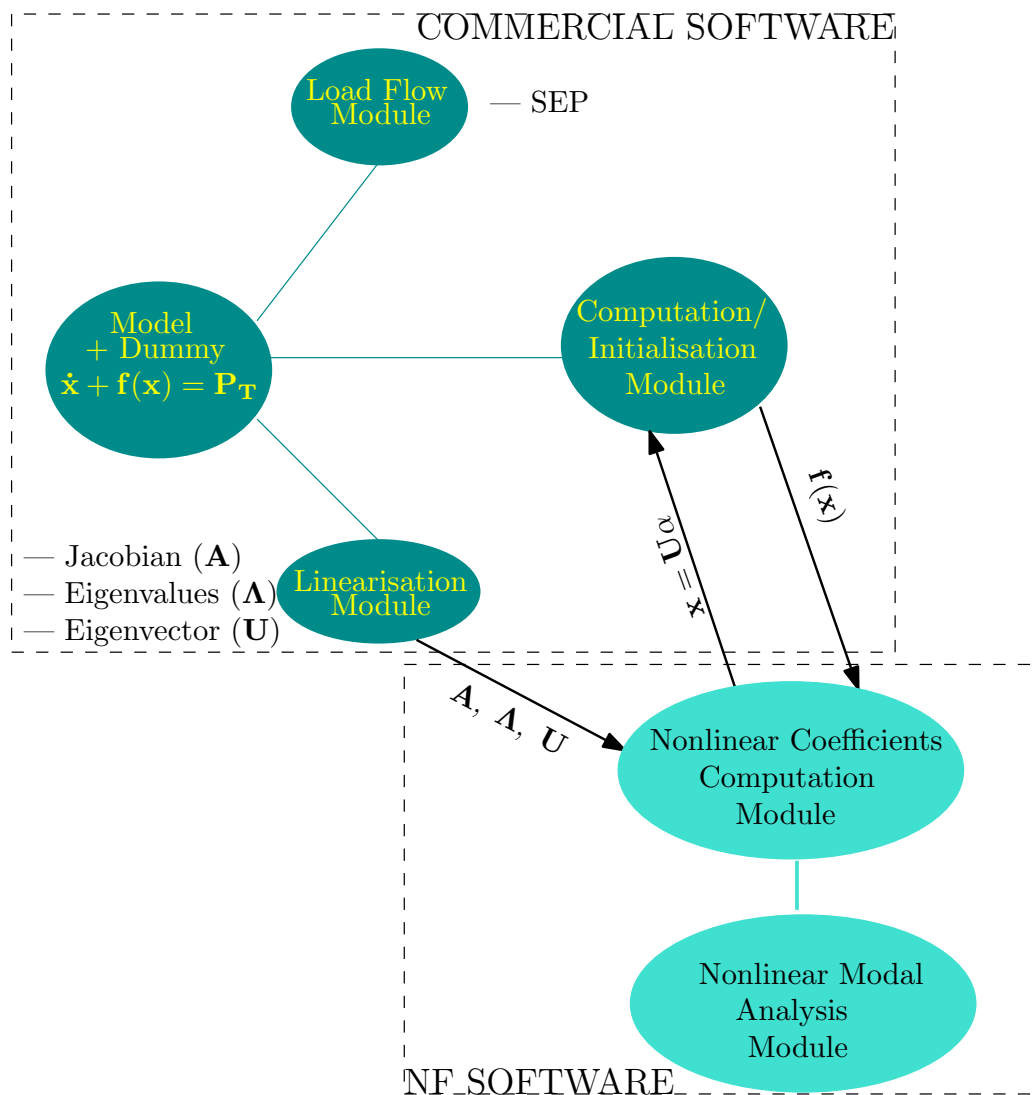 COMMERCIAL SOFTWARE
Load Flow
Module
— SEP
Model
+ Dummy
ẋ + f(x) = P_T
Computation/
Initialisation
Module
f(x)
x = Uα
— Jacobian (A)
— Eigenvalues (Λ)
— Eigenvector (U)
Linearisation
Module
A, Λ, U
Nonlinear Coefficients
Computation
Module
Nonlinear Modal
Analysis
Module
NF SOFTWARE